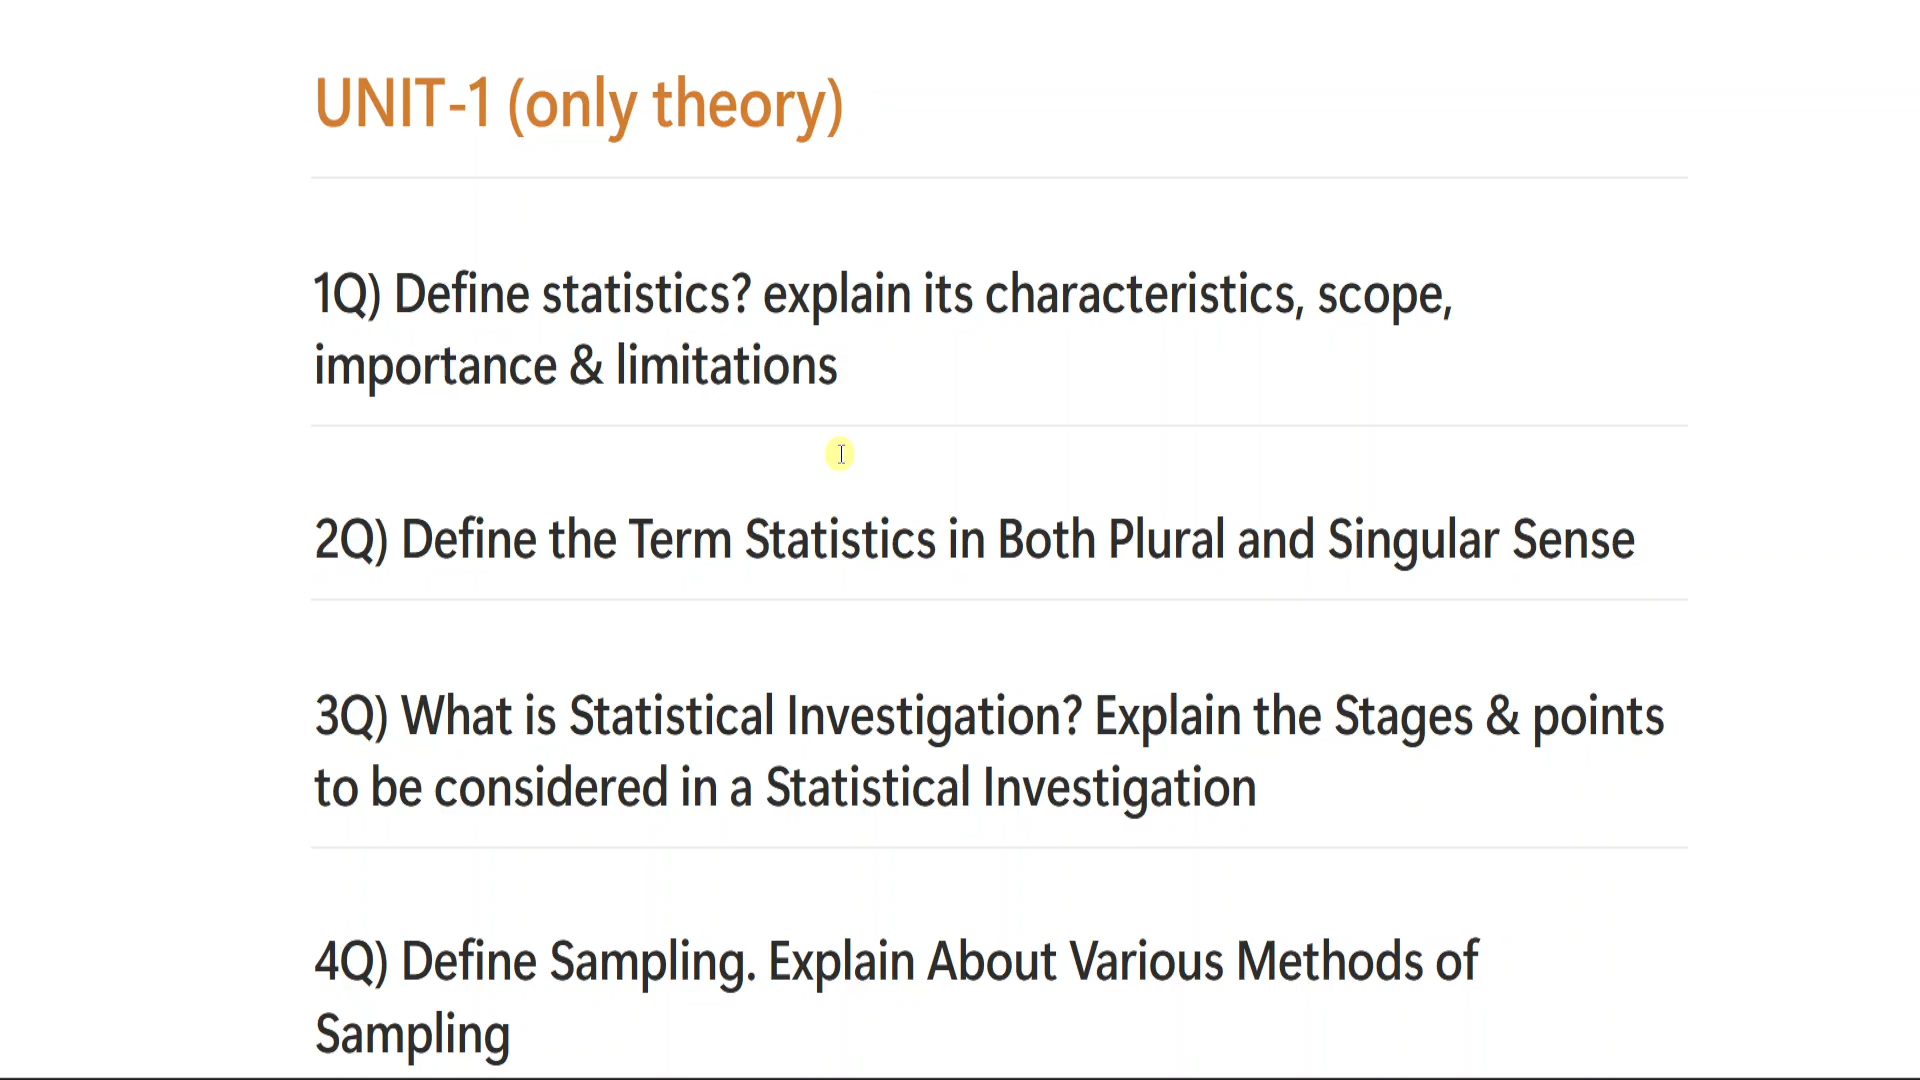 UNIT-1 (only theory)
1Q) Define statistics? explain its characteristics, scope,
importance & limitations
2Q) Define the Term Statistics in Both Plural and Singular Sense
3Q) What is Statistical Investigation? Explain the Stages & points
to be considered in a Statistical Investigation
4Q) Define Sampling. Explain About Various Methods of
Sampling